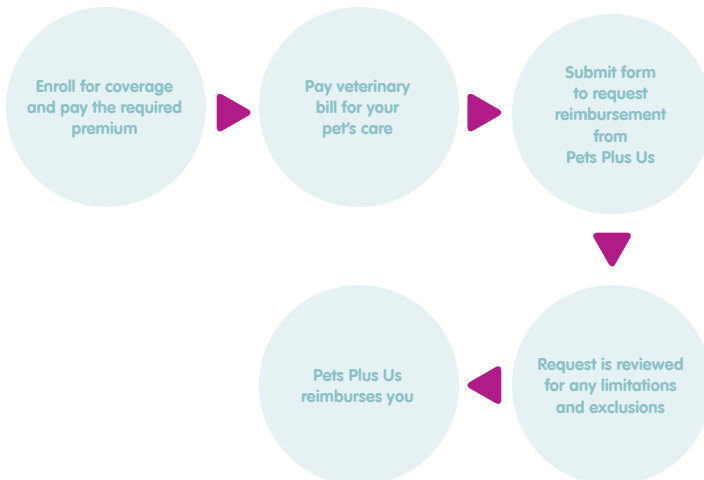 Enroll for coverage
and pay the required
premium
Pay veterinary
bill for your
pet's care
Submit form
to request
reimbursement
from
Pets Plus Us
Request is reviewed
for any limitations
and exclusions
Pets Plus Us
reimburses you